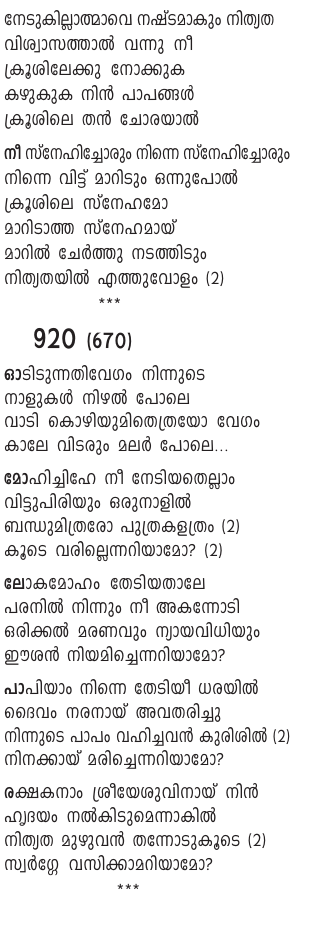 നേടുകില്ലാത്മാവെ നഷ്ടമാകും നിത്യത
വിശ്വാസത്താൽ വന്നു നീ
ക്രൂശിലേക്കു നോക്കുക
കഴുകുക നിൻ പാപങ്ങൾ
ക്രൂശിലെ തൻ ചോരയാൽ
നീ സ്നേഹിച്ചോരും നിന്നെ സ്നേഹിച്ചോരും
നിന്നെ വിട്ട് മാറിടും ഒന്നുപോൽ
ക്രൂശിലെ സ്നേഹമോ
മാറിടാത്ത സ്നേഹമായ്
മാറിൽ ചേർത്തു നടത്തിടും
നിത്യതയിൽ എത്തുവോളം (2)
***
920 (670)
ഓടിടുന്നതിവേഗം നിന്നുടെ
നാളുകൾ നിഴൽ പോലെ
വാടി കൊഴിയുമിതെത്രയോ വേഗം
കാലേ വിടരും മലർ പോലെ...
മോഹിച്ചിഹേ നീ നേടിയതെല്ലാം
വിട്ടുപിരിയും ഒരുനാളിൽ
ബന്ധുമിത്രരോ പുത്രകളത്രം (2)
കൂടെ വരില്ലെന്നറിയാമോ? (2)
ലോകമോഹം തേടിയതാലേ
പരനിൽ നിന്നും നീ അകന്നോടി
ഒരിക്കൽ മരണവും ന്യായവിധിയും
ഈശൻ നിയമിച്ചെന്നറിയാമോ?
പാപിയാം നിന്നെ തേടിയീ ധരയിൽ
ദൈവം നരനായ് അവതരിച്ചു
നിന്നുടെ പാപം വഹിച്ചവൻ കുരിശിൽ (2)
നിനക്കായ് മരിച്ചെന്നറിയാമോ?
രക്ഷകനാം ശ്രീയേശുവിനായ് നിൻ
ഹൃദയം നൽകിടുമെന്നാകിൽ
നിത്യത മുഴുവൻ തന്നോടുകൂടെ (2)
സ്വർഗ്ഗേ വസിക്കാമറിയാമോ?
***